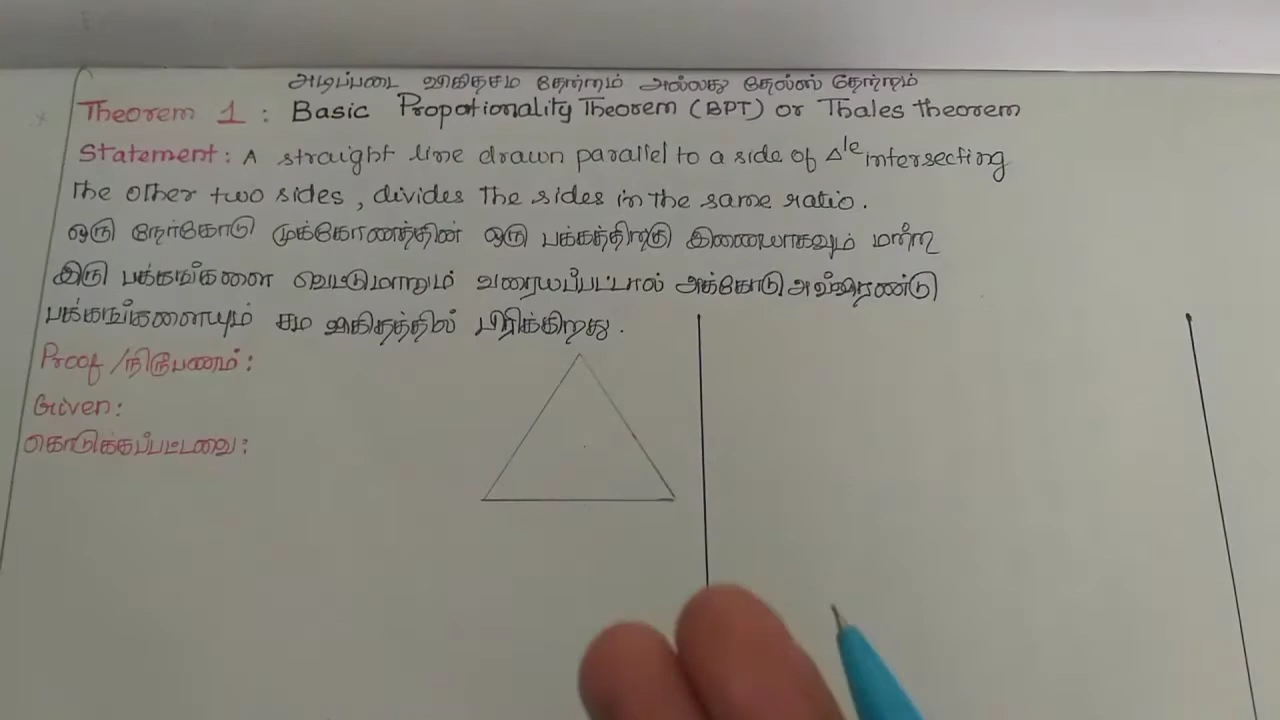 அடிப்படை விகிதசம தேற்றம் அல்லது தேல்ஸ் தேற்றம்
Theorem 1 : Basic Propotionality Theorem (BPT) or Thales theorem
Statement : A straight line drawn parallel to a side of Δle intersecting
the other two sides, divides the sides in the same ratio.
ஒரு நேர்கோடு முக்கோணத்தின் ஒரு பக்கத்திற்கு இணையாகவும் மற்ற
இரு பக்கங்களை வெட்டுமாறும் வரையப்பட்டால் அக்கோடு அவ்விரண்டு
பக்கங்களையும் சம விகிதத்தில் பிரிக்கிறது.
Proof / நிரூபணம் :
Given :
கொடுக்கப்பட்டவை :